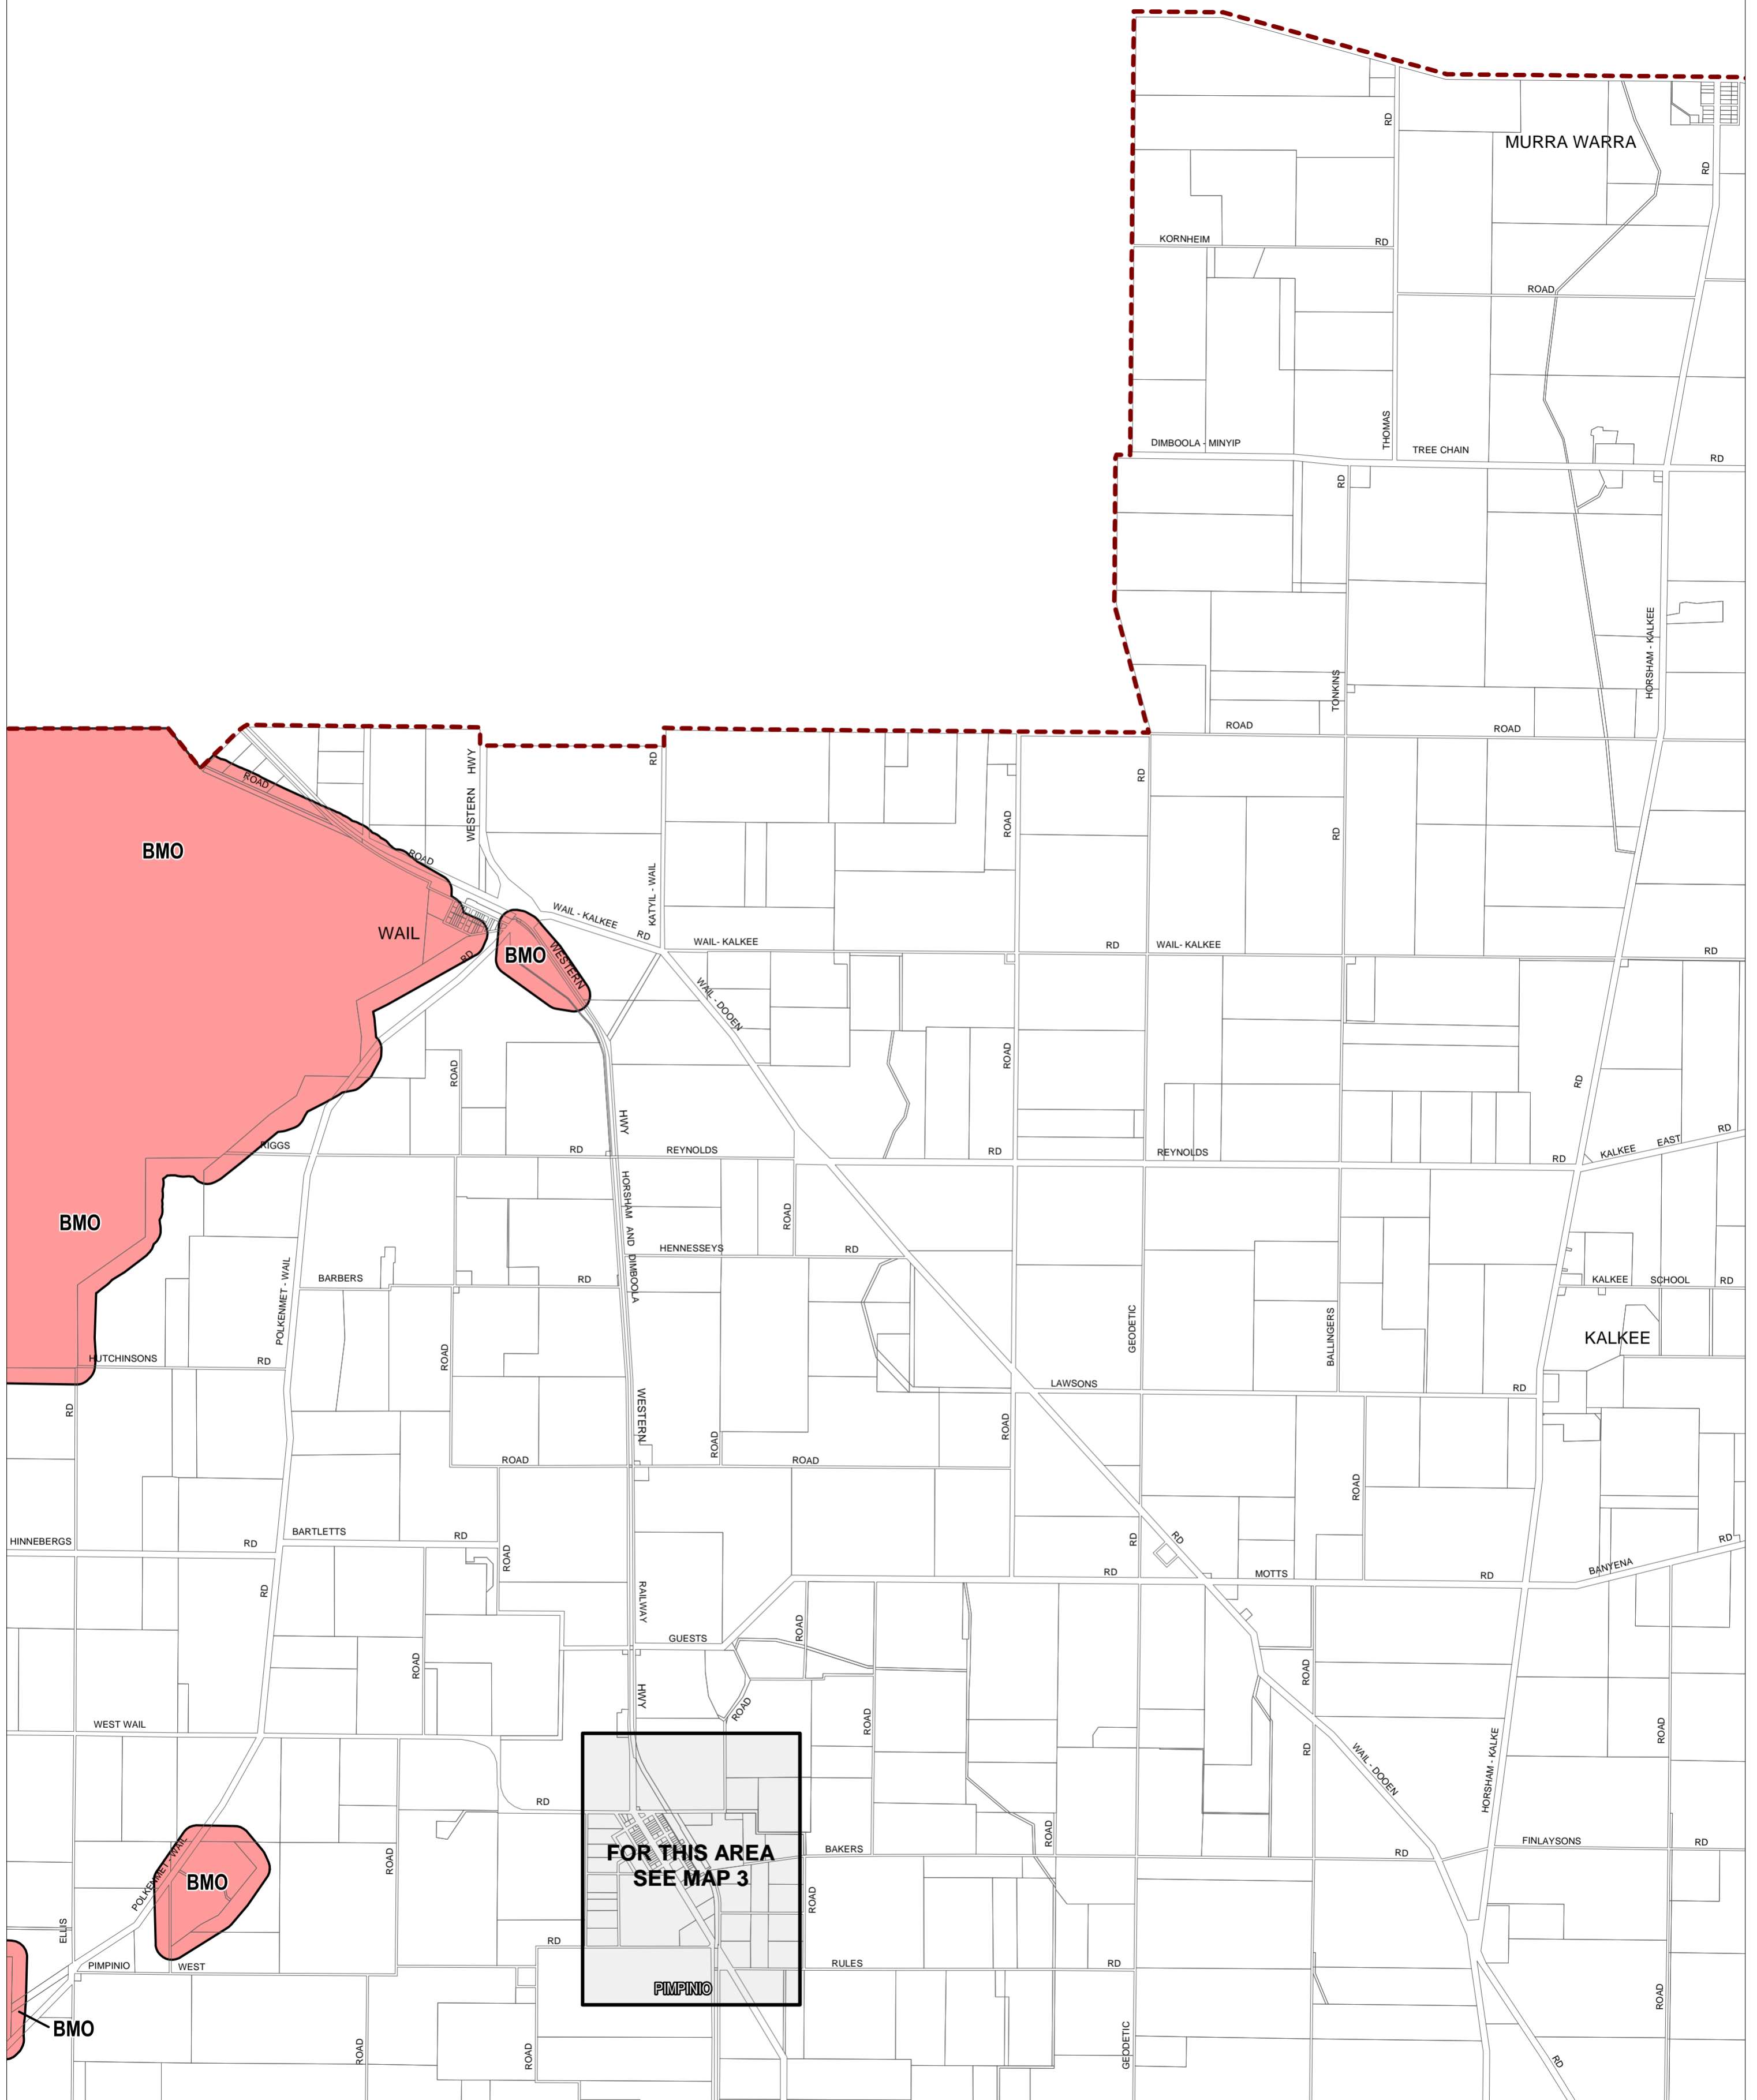 RD
MURRA WARRA
RD
KORNHEIM
RD
ROAD
THOMAS
DIMBOOLA - MINYIP
TREE CHAIN
RD
RD
HORSHAM - KALKEE
TONKINS
ROAD
ROAD
WESTERN HWY
RD
RD
ROAD
BMO
ROAD
RD
ROAD
KATYIL - WAIL
WAIL - KALKEE
RD
WAIL
BMO
WESTERN
RD
WAIL- KALKEE
RD
WAIL- KALKEE
RD
WAIL - DOOEN
ROAD
ROAD
RD
HWY
RIGGS
RD
REYNOLDS
RD
REYNOLDS
RD
KALKEE EAST RD
BMO
HORSHAM AND DIMBOOLA
ROAD
HENNESSEYS
RD
POLKENMET - WAIL
BARBERS
RD
KALKEE SCHOOL RD
GEODETIC
BALLINGERS
KALKEE
HUTCHINSONS
RD
ROAD
LAWSONS
RD
RD
WESTERN
ROAD
ROAD
ROAD
ROAD
ROAD
HINNEBERGS
RD
BARTLETTS
RD
ROAD
RD
RD
RD
BANYENA
RD
RD
MOTTS
RD
RD
RAILWAY
GUESTS
ROAD
ROAD
ROAD
HWY
ROAD
ROAD
WEST WAIL
RD
WAIL - DOOEN
HORSHAM - KALKE
ROAD
RD
FOR THIS AREA
SEE MAP 3
BAKERS
ROAD
RD
FINLAYSONS
RD
POLKENMET - WAIL
BMO
ROAD
ROAD
ELLIS
RD
PIMPINIO
WEST
RULES
RD
PIMPINIO
ROAD
BMO
ROAD
ROAD
GEODETIC
RD